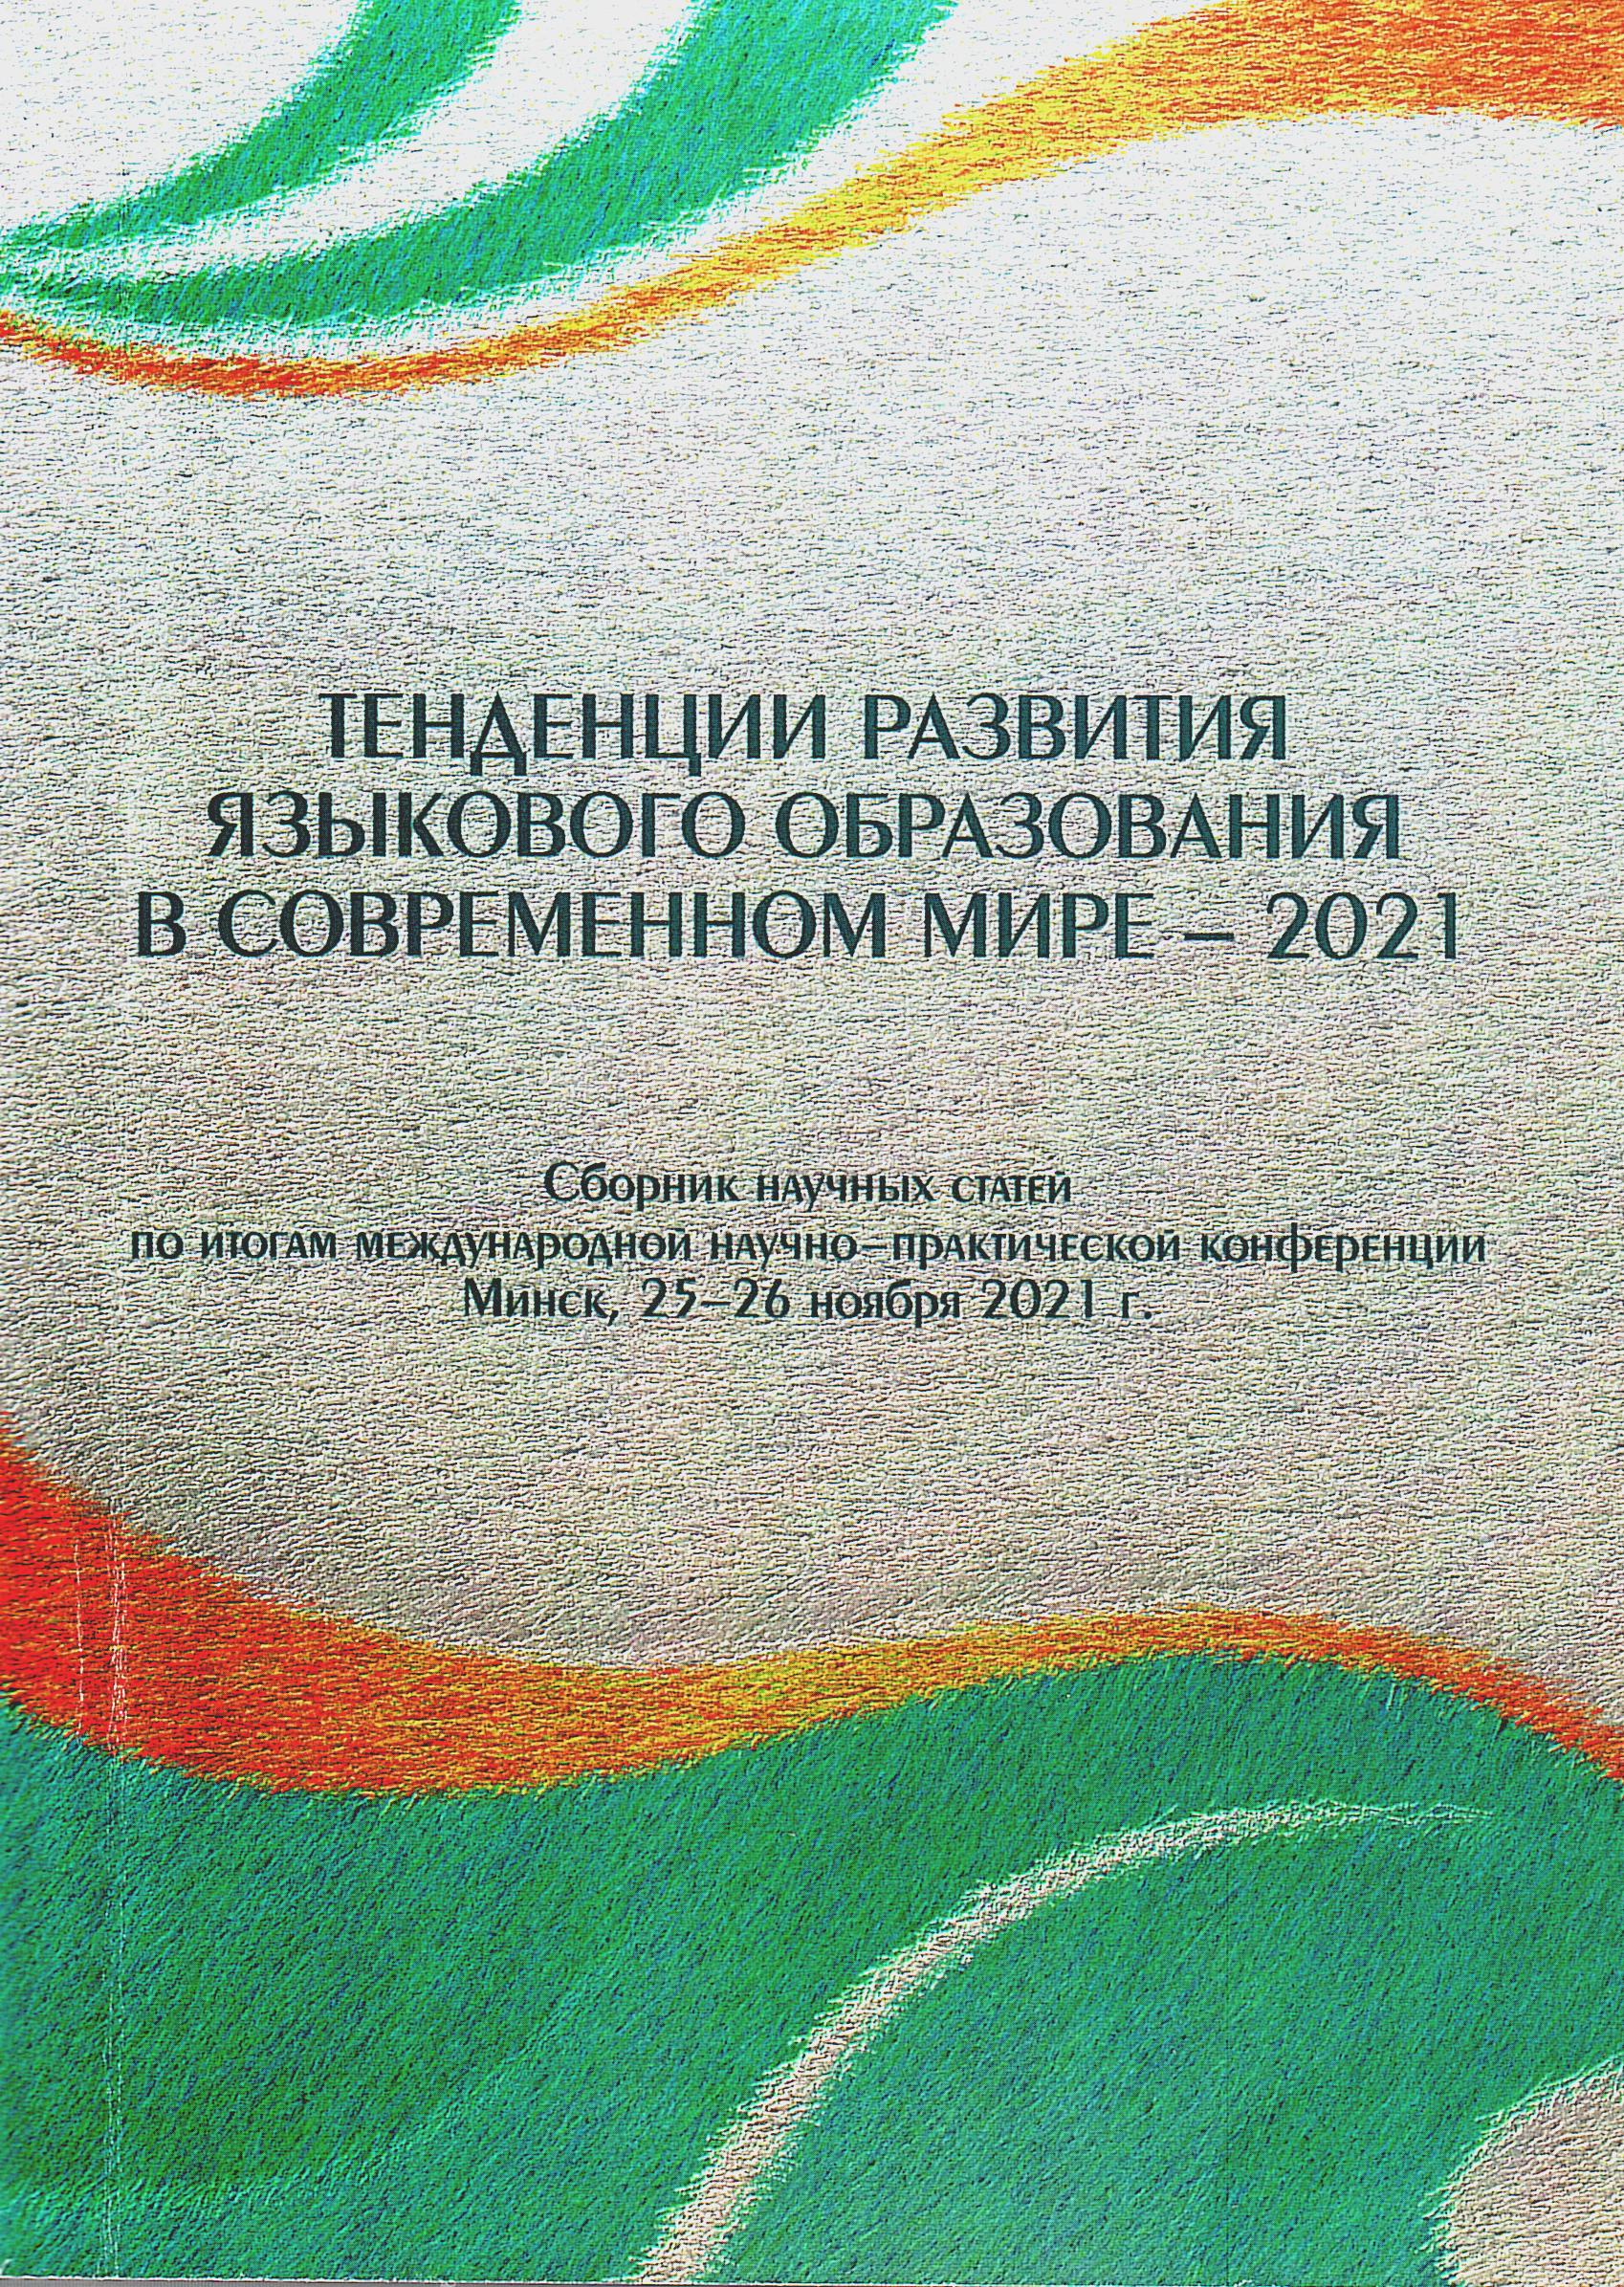 ТЕНДЕНЦИИ РАЗВИТИЯ
ЯЗЫКОВОГО ОБРАЗОВАНИЯ
В СОВРЕМЕННОМ МИРЕ – 2021
Сборник научных статей
по итогам международной научно–практической конференции
Минск, 25–26 ноября 2021 г.